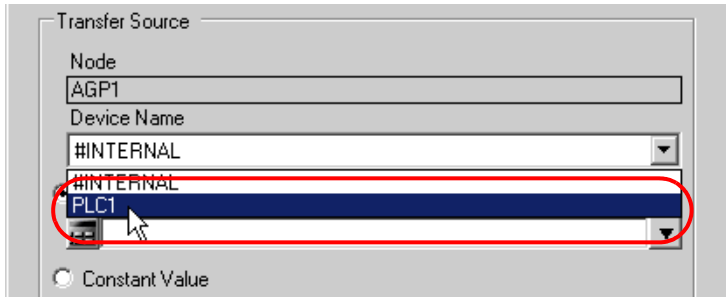 Transfer Source
Node
AGP1
Device Name
#INTERNAL
#INTERNAL
PLC1
Constant Value